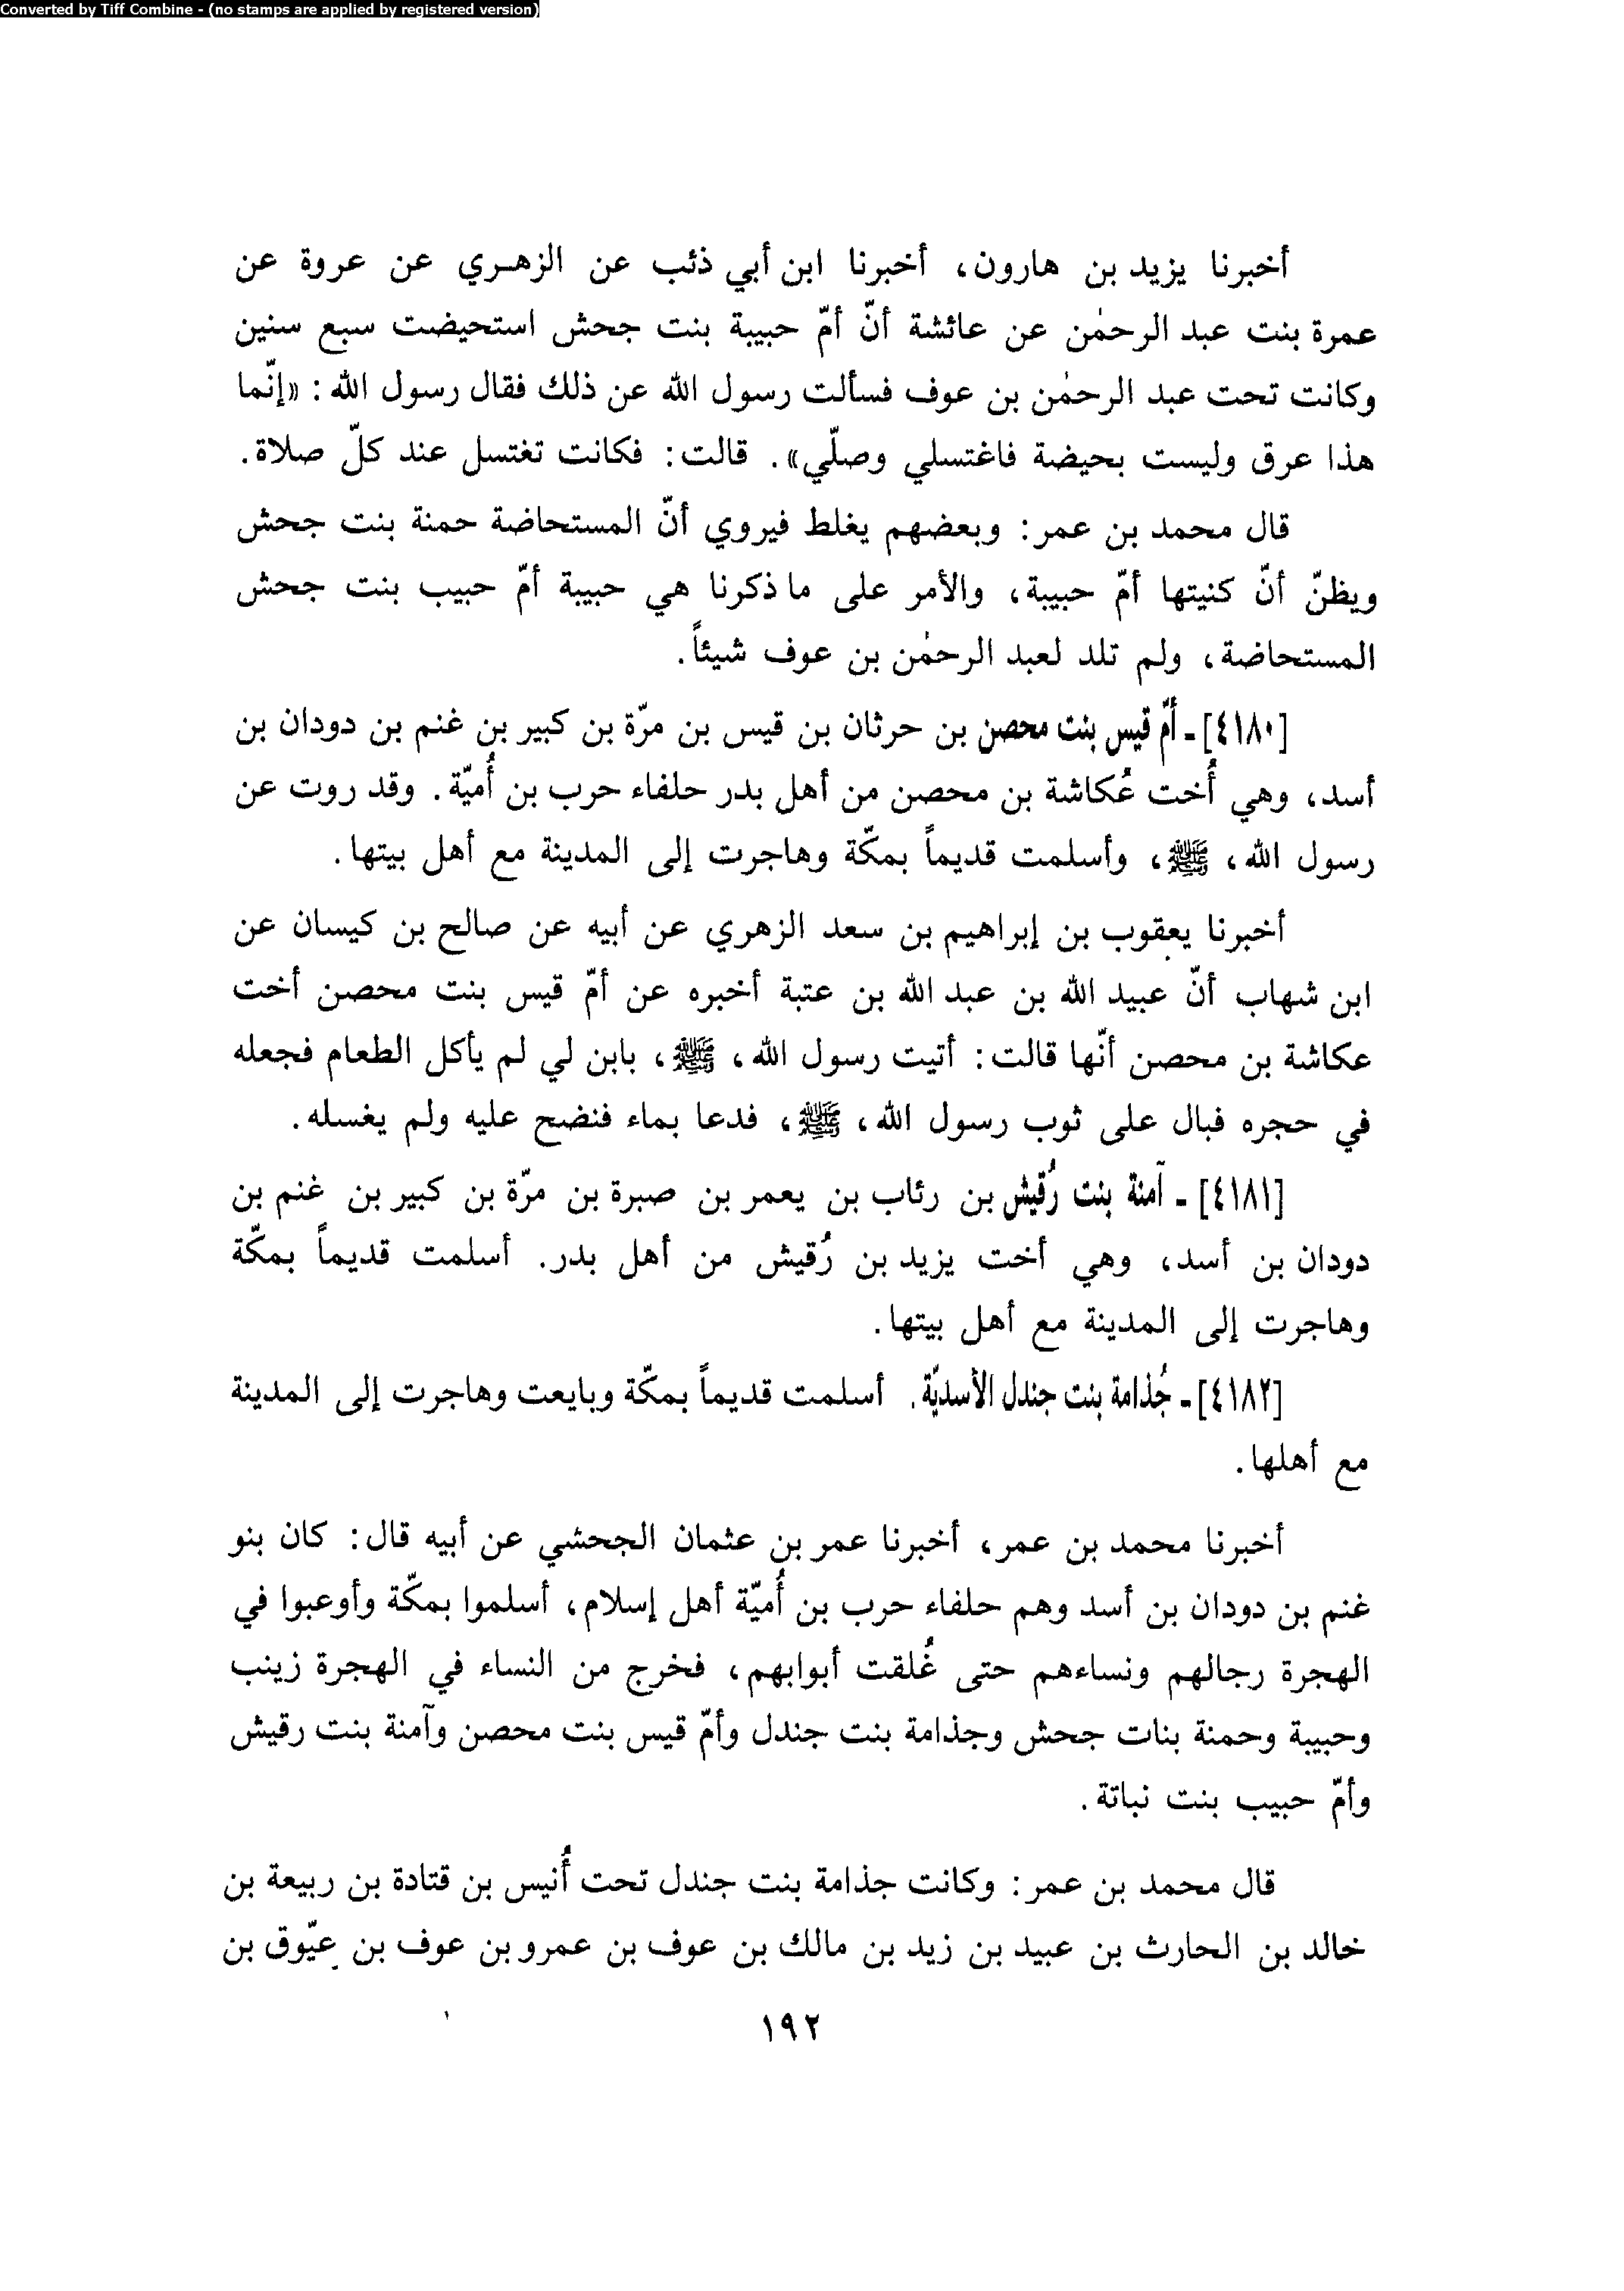 Converted by Tiff Combine - (no stamps are applied by registered version)
أخبرنا يزيد بن هارون، أخبرنا ابن أبي ذئب عن الزهـري عن عروة عن
عمرة بنت عبد الرحمٰن عن عائشة أنّ أمّ حبيبة بنت جحش استحيضت سبع سنين
وكانت تحت عبد الرحمٰن بن عوف فسألت رسول الله عن ذلك فقال رسول الله: «إنّما
هذا عرق وليست بحيضة فاغتسلي وصلّي». قالت: فكانت تغتسل عند كلّ صلاة.
قال محمد بن عمر: وبعضهم يغلط فيروي أنّ المستحاضة حمنة بنت جحش
ويظنّ أنّ كنيتها أمّ حبيبة، والأمر على ما ذكرنا هي حبيبة أمّ حبيب بنت جحش
المستحاضة، ولم تلد لعبد الرحمٰن بن عوف شيئاً.
[٤١٨٠] ـ أمّ قيس بنت محصن بن حرثان بن قيس بن مرّة بن كبير بن غنم بن دودان بن
أسد، وهي أُخت عُكاشة بن محصن من أهل بدر حلفاء حرب بن أُميّة. وقد روت عن
رسول الله، ﷺ، وأسلمت قديماً بمكّة وهاجرت إلى المدينة مع أهل بيتها.
أخبرنا يعقوب بن إبراهيم بن سعد الزهري عن أبيه عن صالح بن كيسان عن
ابن شهاب أنّ عبيد الله بن عبد الله بن عتبة أخبره عن أمّ قيس بنت محصن أخت
عكاشة بن محصن أنّها قالت: أتيت رسول الله، ﷺ، بابن لي لم يأكل الطعام فجعله
في حجره فبال على ثوب رسول الله، ﷺ، فدعا بماء فنضح عليه ولم يغسله.
[٤١٨١] ـ آمنة بنت رُقيش بن رئاب بن يعمر بن صبرة بن مرّة بن كبير بن غنم بن
دودان بن أسد، وهي أخت يزيد بن رُقيش من أهل بدر. أسلمت قديماً بمكّة
وهاجرت إلى المدينة مع أهل بيتها.
[٤١٨٢] ـ جُذامة بنت جندل الأسديّة. أسلمت قديماً بمكّة وبايعت وهاجرت إلى المدينة
مع أهلها.
أخبرنا محمد بن عمر، أخبرنا عمر بن عثمان الجحشي عن أبيه قال: كان بنو
غنم بن دودان بن أسد وهم حلفاء حرب بن أُميّة أهل إسلام، أسلموا بمكّة وأوعبوا في
الهجرة رجالهم ونساءهم حتى غُلقت أبوابهم، فخرج من النساء في الهجرة زينب
وحبيبة وحمنة بنات جحش وجذامة بنت جندل وأمّ قيس بنت محصن وآمنة بنت رقيش
وأمّ حبيب بنت نباتة.
قال محمد بن عمر: وكانت جذامة بنت جندل تحت أُنيس بن قتادة بن ربيعة بن
خالد بن الحارث بن عبيد بن زيد بن مالك بن عوف بن عمرو بن عوف بن عيّوق بن
١٩٢